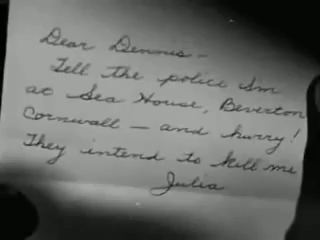 Dear Dennis -
Tell the police I'm
at Sea House, Beverton
Cornwall — and hurry!
They intend to kill me
Julia